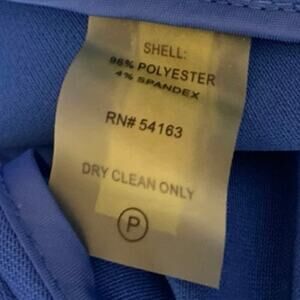 SHELL:
96% POLYESTER
4% SPANDEX
RN# 54163
DRY CLEAN ONLY
P